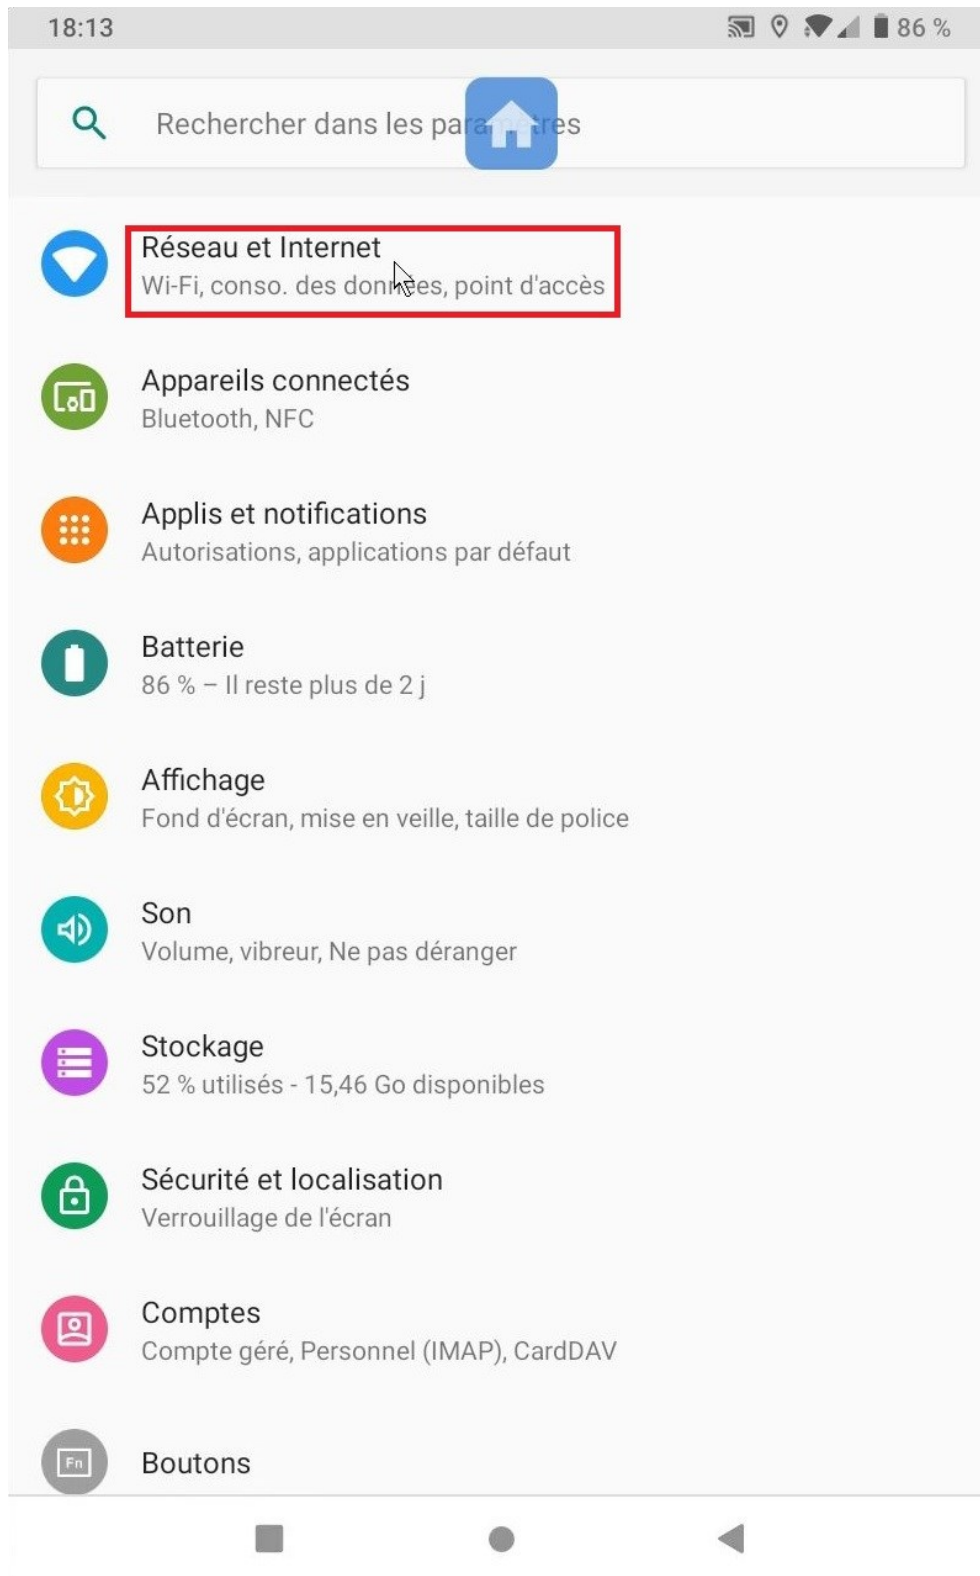 18:13
86 %
Rechercher dans les paramètres
Réseau et Internet
Wi-Fi, conso. des données, point d'accès
Appareils connectés
Bluetooth, NFC
Applis et notifications
Autorisations, applications par défaut
Batterie
86 % – Il reste plus de 2 j
Affichage
Fond d'écran, mise en veille, taille de police
Son
Volume, vibreur, Ne pas déranger
Stockage
52 % utilisés - 15,46 Go disponibles
Sécurité et localisation
Verrouillage de l'écran
Comptes
Compte géré, Personnel (IMAP), CardDAV
Fn
Boutons